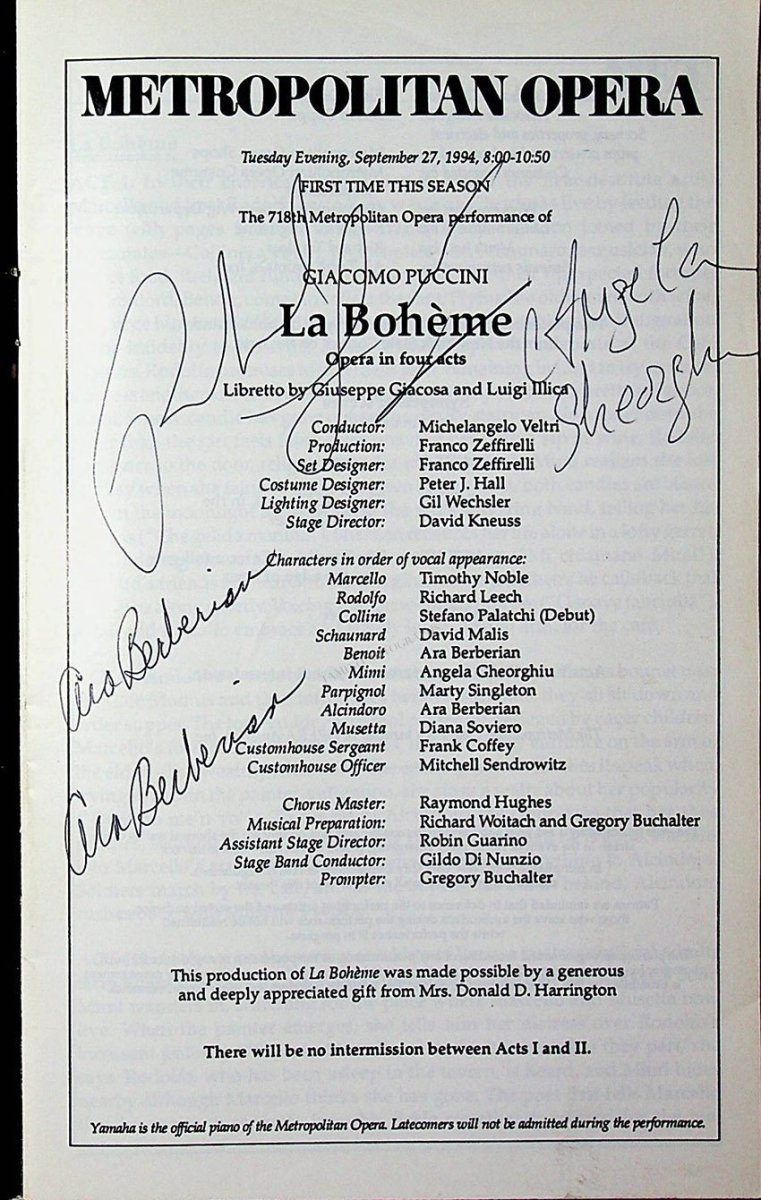 METROPOLITAN OPERA
Tuesday Evening, September 27, 1994, 8:00-10:50
FIRST TIME THIS SEASON
The 718th Metropolitan Opera performance of
GIACOMO PUCCINI
La Bohème
Opera in four acts
Libretto by Giuseppe Giacosa and Luigi Illica
Angela
Gheorghiu
Conductor: Michelangelo Veltri
Production: Franco Zeffirelli
Set Designer: Franco Zeffirelli
Costume Designer: Peter J. Hall
Lighting Designer: Gil Wechsler
Stage Director: David Kneuss
Characters in order of vocal appearance:
Marcello Timothy Noble
Rodolfo Richard Leech
Colline Stefano Palatchi (Debut)
Schaunard David Malis
Benoit Ara Berberian
Mimi Angela Gheorghiu
Parpignol Marty Singleton
Alcindoro Ara Berberian
Musetta Diana Soviero
Customhouse Sergeant Frank Coffey
Customhouse Officer Mitchell Sendrowitz
Ara Berberian
Ara Berberian
Chorus Master: Raymond Hughes
Musical Preparation: Richard Woitach and Gregory Buchalter
Assistant Stage Director: Robin Guarino
Stage Band Conductor: Gildo Di Nunzio
Prompter: Gregory Buchalter
This production of La Bohème was made possible by a generous
and deeply appreciated gift from Mrs. Donald D. Harrington
There will be no intermission between Acts I and II.
Yamaha is the official piano of the Metropolitan Opera. Latecomers will not be admitted during the performance.